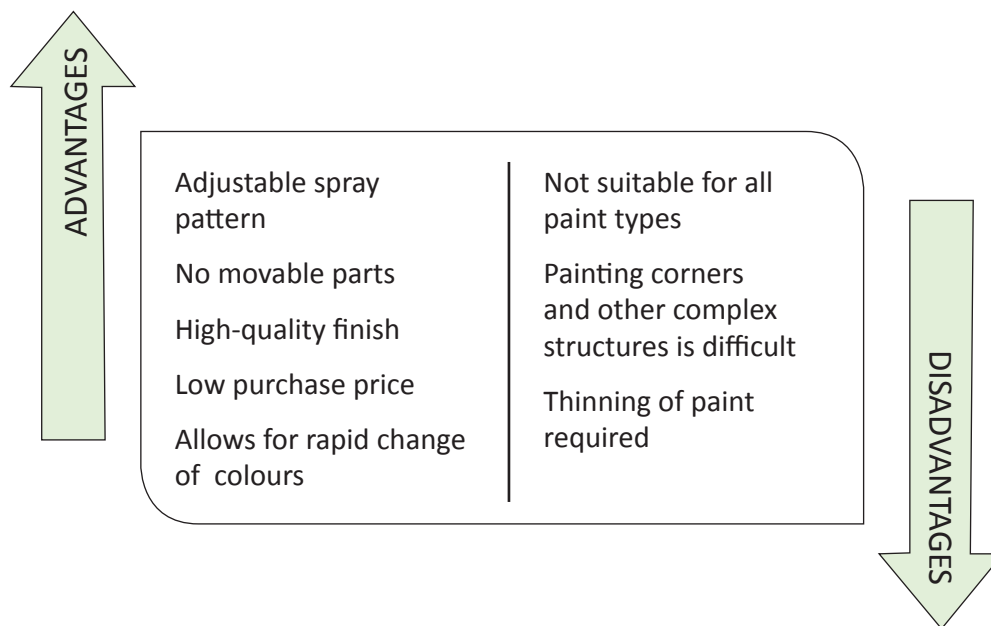 ADVANTAGES
Adjustable spray
pattern
No movable parts
High-quality finish
Low purchase price
Allows for rapid change
of colours
Not suitable for all
paint types
Painting corners
and other complex
structures is difficult
Thinning of paint
required
DISADVANTAGES